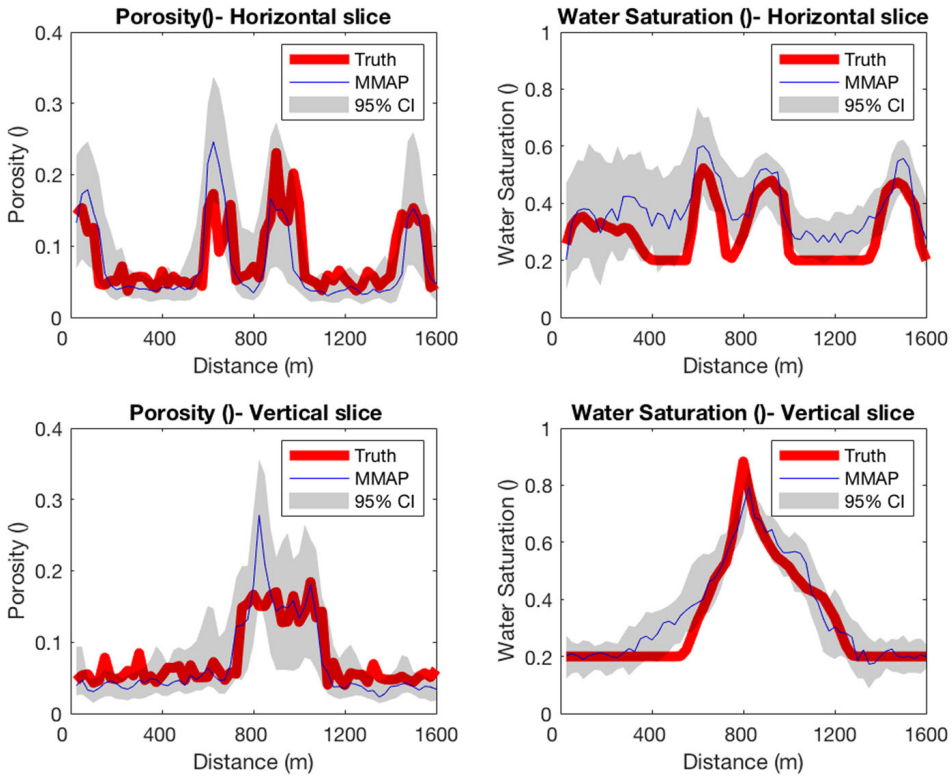 Porosity()- Horizontal slice
0.4
0.3
0.2
0.1
0
Porosity ()
Truth
MMAP
95% CI
0
400
800
1200
1600
Distance (m)
Water Saturation ()- Horizontal slice
1
0.8
0.6
0.4
0.2
0
Water Saturation ()
Truth
MMAP
95% CI
0
400
800
1200
1600
Distance (m)
Porosity ()- Vertical slice
0.4
0.3
0.2
0.1
0
Porosity ()
Truth
MMAP
95% CI
0
400
800
1200
1600
Distance (m)
Water Saturation ()- Vertical slice
1
0.8
0.6
0.4
0.2
0
Water Saturation ()
Truth
MMAP
95% CI
0
400
800
1200
1600
Distance (m)